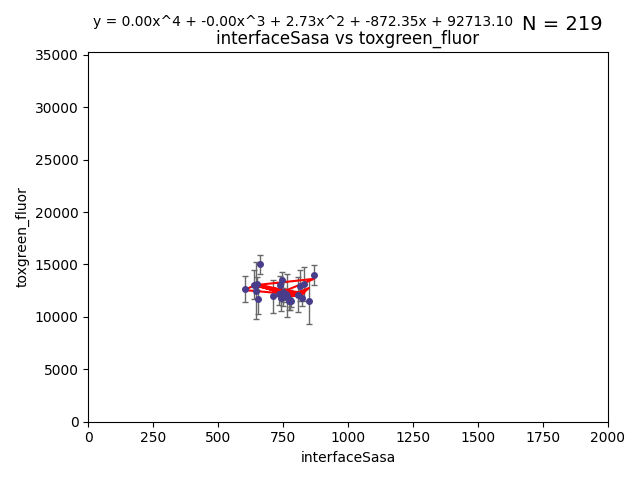 y = 0.00x^4 + -0.00x^3 + 2.73x^2 + -872.35x + 92713.10 N = 219
interfaceSasa vs toxgreen_fluor
35000
30000
25000
20000
15000
10000
5000
0
toxgreen_fluor
0 250 500 750 1000 1250 1500 1750 2000
interfaceSasa